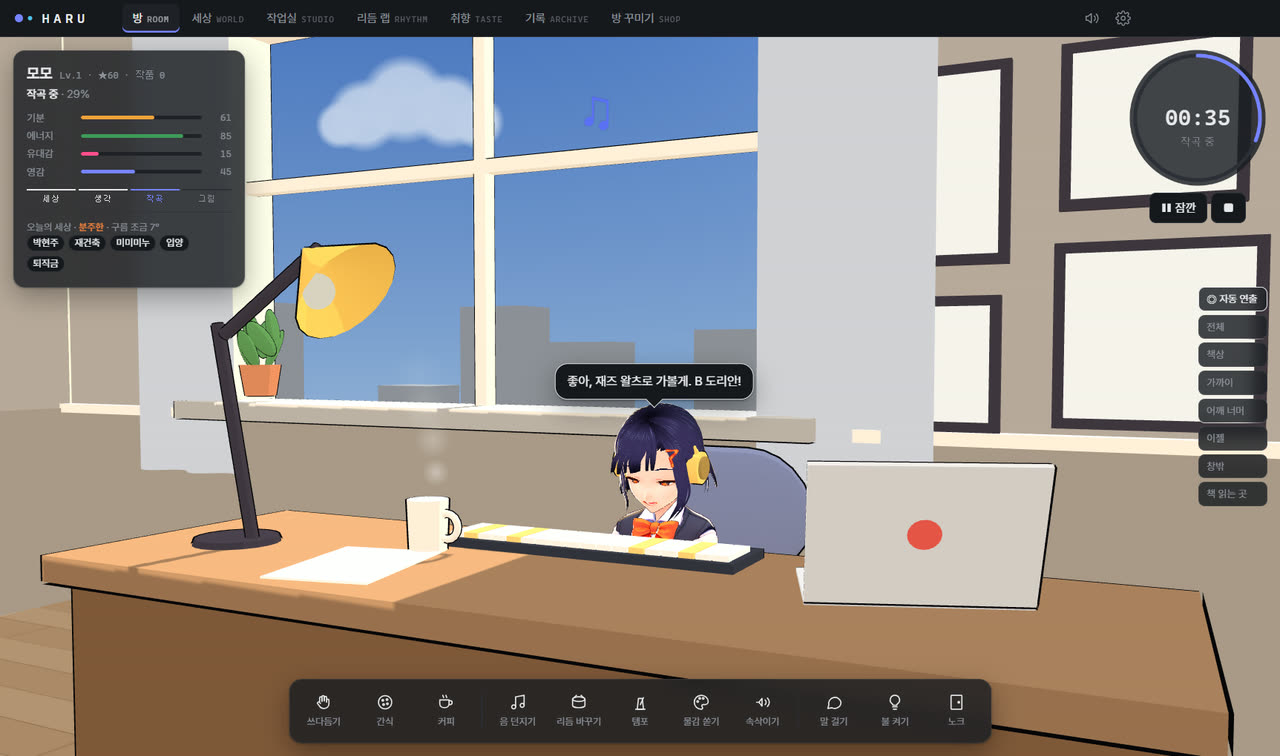 HARU
방 ROOM
세상 WORLD
작업실 STUDIO
리듬 랩 RHYTHM
취향 TASTE
기록 ARCHIVE
방 꾸미기 SHOP
모모 Lv.1 · ★60 · 작품 0
작곡 중 · 29%
기분 61
에너지 85
유대감 15
영감 45
세상 생각 작곡 그림
오늘의 세상 · 분주한 · 구름 조금 7°
박현주 재건축 미미미누 입양
퇴직금
00:35
작곡 중
잠깐
자동 연출
전체
책상
가까이
어깨 너머
이젤
창밖
책 읽는 곳
좋아, 재즈 왈츠로 가볼게. B 도리안!
쓰다듬기
간식
커피
음 던지기
리듬 바꾸기
템포
물감 쏟기
속삭이기
말 걸기
불 켜기
노크